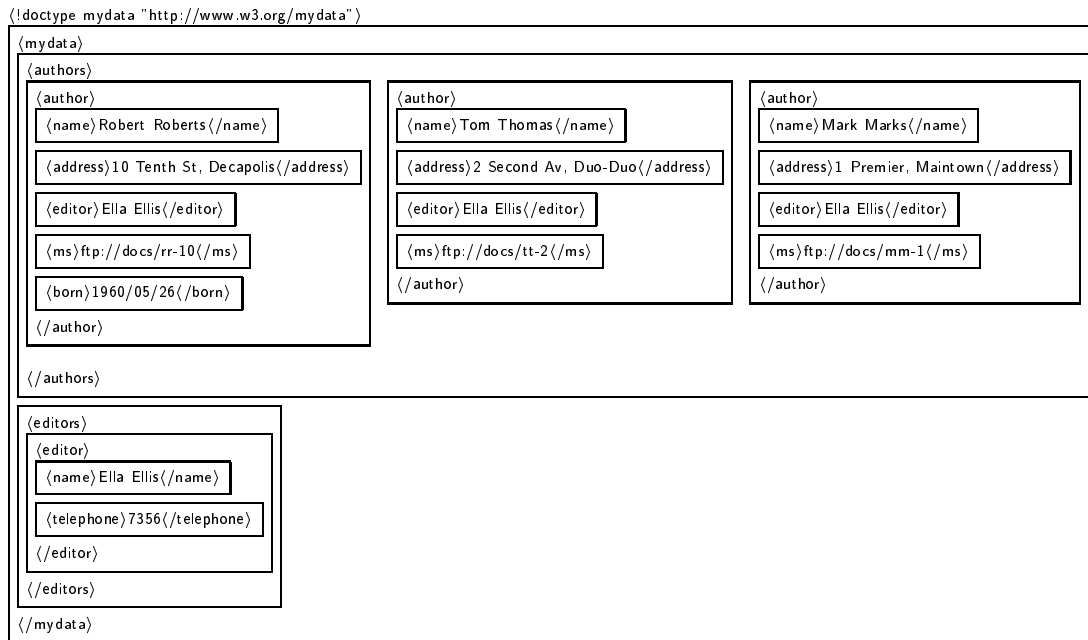 ⟨!doctype mydata "http://www.w3.org/mydata"⟩
⟨mydata⟩
⟨authors⟩
⟨author⟩
⟨name⟩Robert Roberts⟨/name⟩
⟨address⟩10 Tenth St, Decapolis⟨/address⟩
⟨editor⟩Ella Ellis⟨/editor⟩
⟨ms⟩ftp://docs/rr-10⟨/ms⟩
⟨born⟩1960/05/26⟨/born⟩
⟨/author⟩
⟨author⟩
⟨name⟩Tom Thomas⟨/name⟩
⟨address⟩2 Second Av, Duo-Duo⟨/address⟩
⟨editor⟩Ella Ellis⟨/editor⟩
⟨ms⟩ftp://docs/tt-2⟨/ms⟩
⟨/author⟩
⟨author⟩
⟨name⟩Mark Marks⟨/name⟩
⟨address⟩1 Premier, Maintown⟨/address⟩
⟨editor⟩Ella Ellis⟨/editor⟩
⟨ms⟩ftp://docs/mm-1⟨/ms⟩
⟨/author⟩
⟨/authors⟩
⟨editors⟩
⟨editor⟩
⟨name⟩Ella Ellis⟨/name⟩
⟨telephone⟩7356⟨/telephone⟩
⟨/editor⟩
⟨/editors⟩
⟨/mydata⟩